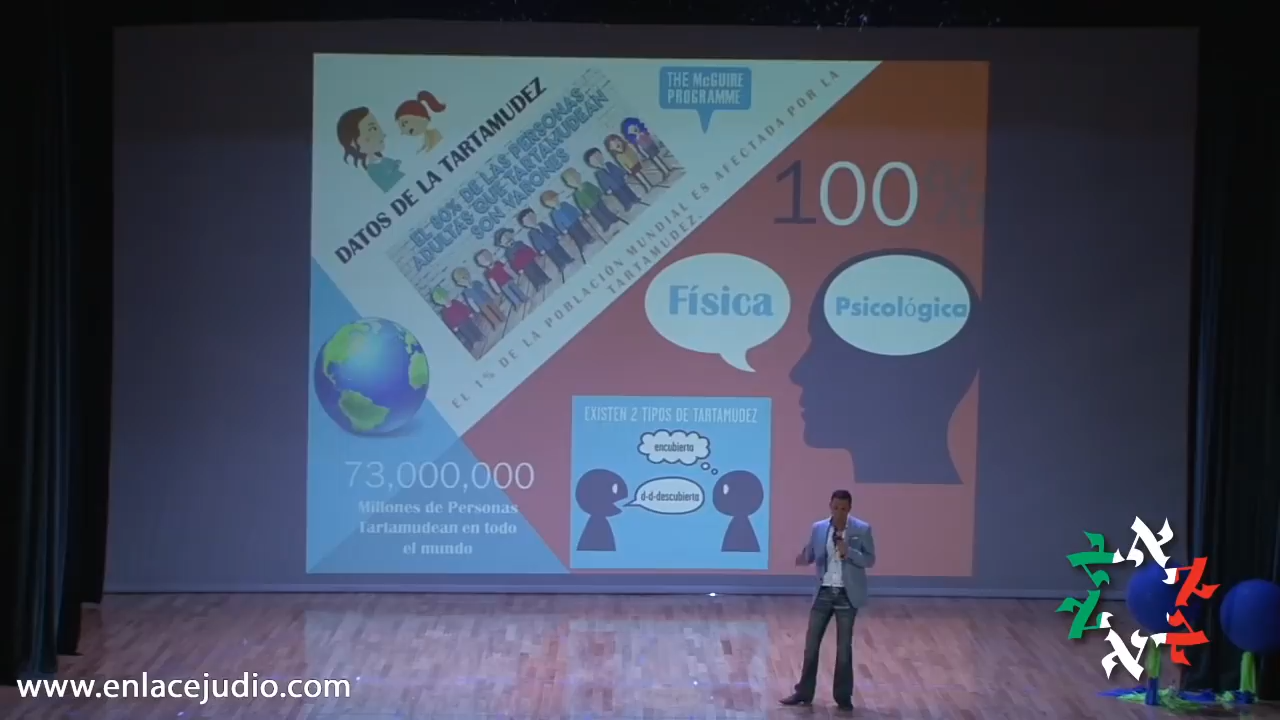 DATOS DE LA TARTAMUDEZ
EL 80% DE LAS PERSONAS
ADULTAS QUE TARTAMUDEAN
SON VARONES
THE McGUIRE
PROGRAMME
EL 1% DE LA POBLACIÓN MUNDIAL ES AFECTADA POR LA
TARTAMUDEZ.
100%
Física
Psicológica
EXISTEN 2 TIPOS DE TARTAMUDEZ
encubierta
d-d-descubierta
73,000,000
Millones de Personas
Tartamudean en todo
el mundo
www.enlacejudio.com